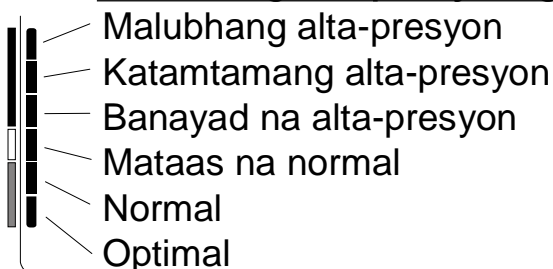 Malubhang alta-presyon
Katamtamang alta-presyon
Banayad na alta-presyon
Mataas na normal
Normal
Optimal